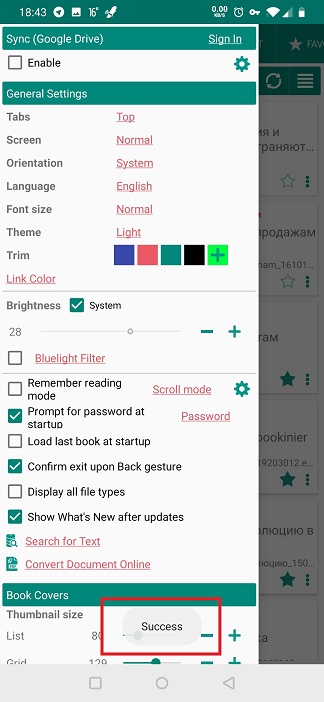 18:43 16° 0.00 KB/s
Sync (Google Drive) Sign In
Enable
General Settings
Tabs Top
Screen Normal
Orientation System
Language English
Font size Normal
Theme Light
Trim
Link Color
Brightness System
28
Bluelight Filter
Remember reading
mode Scroll mode
Prompt for password at
startup Password
Load last book at startup
Confirm exit upon Back gesture
Display all file types
Show What's New after updates
Search for Text
Convert Document Online
Book Covers
Thumbnail size
List 80
Success
Grid 129
FAV
я и
траняют...
продажам
nam_16101...
там
bookinier
19203012.e...
волюцию в
люцию_150...
ка